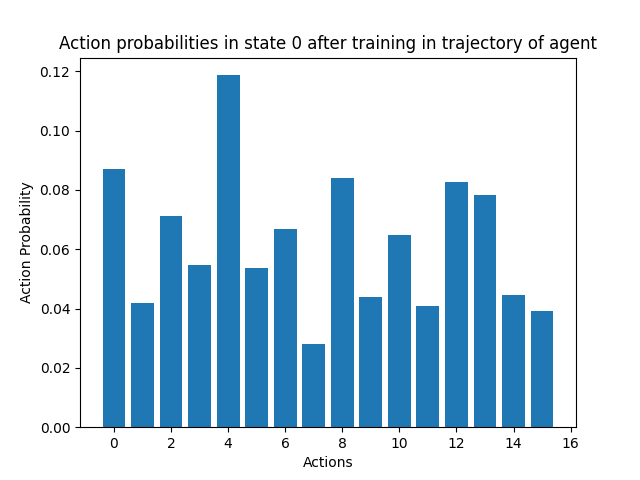 Action probabilities in state 0 after training in trajectory of agent
0.12
0.10
0.08
0.06
0.04
0.02
0.00
Action Probability
0 2 4 6 8 10 12 14 16
Actions